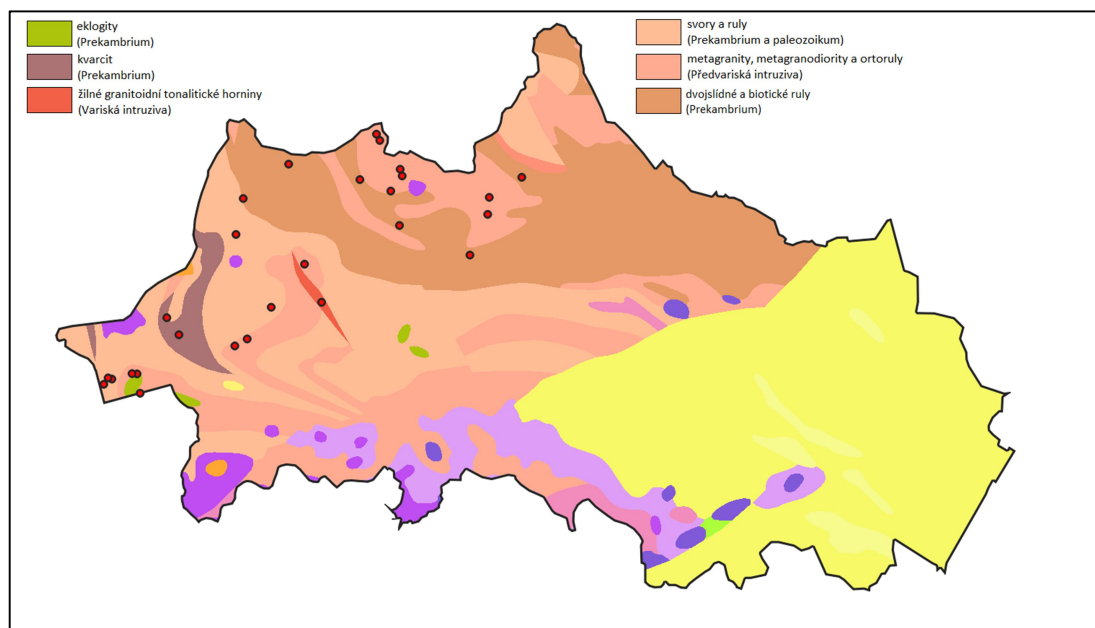 eklogity
(Prekambrium)
kvarcit
(Prekambrium)
žilné granitoidní tonalitické horniny
(Variská intruziva)
svory a ruly
(Prekambrium a paleozoikum)
metagranity, metagranodiority a ortoruly
(Předvariská intruziva)
dvojslídné a biotické ruly
(Prekambrium)